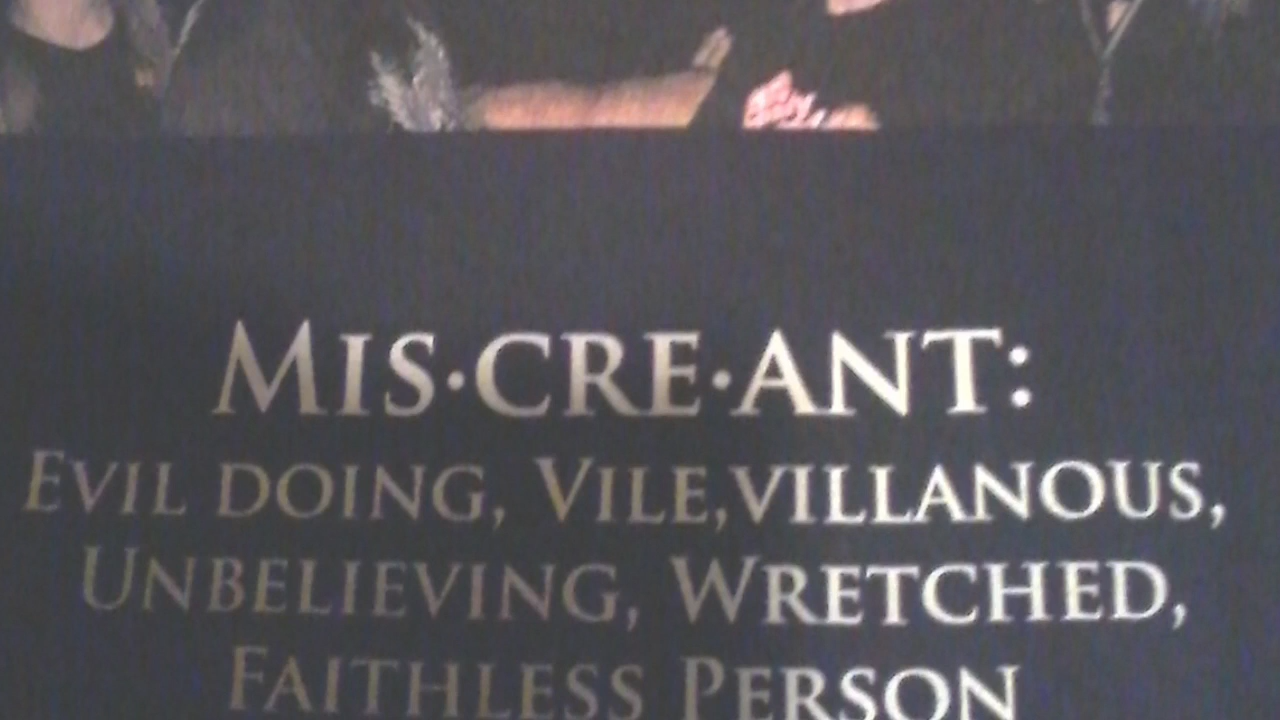 Mis·cre·ant:
Evil doing, Vile,villanous,
Unbelieving, Wretched,
Faithless Person